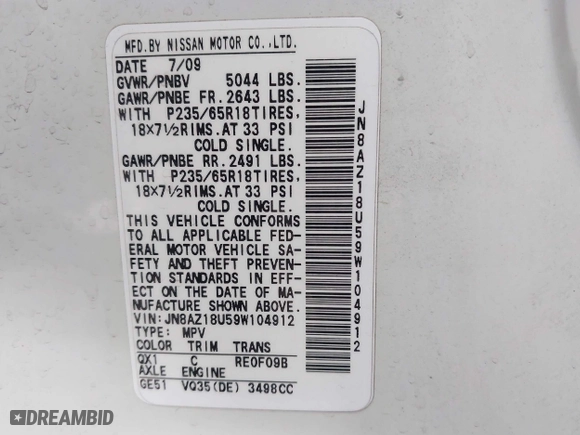 MFD.BY NISSAN MOTOR CO.,LTD.
DATE 7/09
GVWR/PNBV 5044 LBS.
GAWR/PNBE FR. 2643 LBS.
WITH P235/65R18TIRES,
18×7½RIMS.AT 33 PSI
COLD SINGLE.
GAWR/PNBE RR. 2491 LBS.
WITH P235/65R18TIRES,
18×7½RIMS.AT 33 PSI
COLD SINGLE.
THIS VEHICLE CONFORMS
TO ALL APPLICABLE FED-
ERAL MOTOR VEHICLE SA-
FETY AND THEFT PREVEN-
TION STANDARDS IN EFF-
ECT ON THE DATE OF MA-
NUFACTURE SHOWN ABOVE.
VIN:JN8AZ18U59W104912
TYPE: MPV
COLOR TRIM TRANS
QX1 C RE0F09B
AXLE ENGINE
GE51 VQ35(DE) 3498CC
JN8AZ18U59W104912
DREAMBID